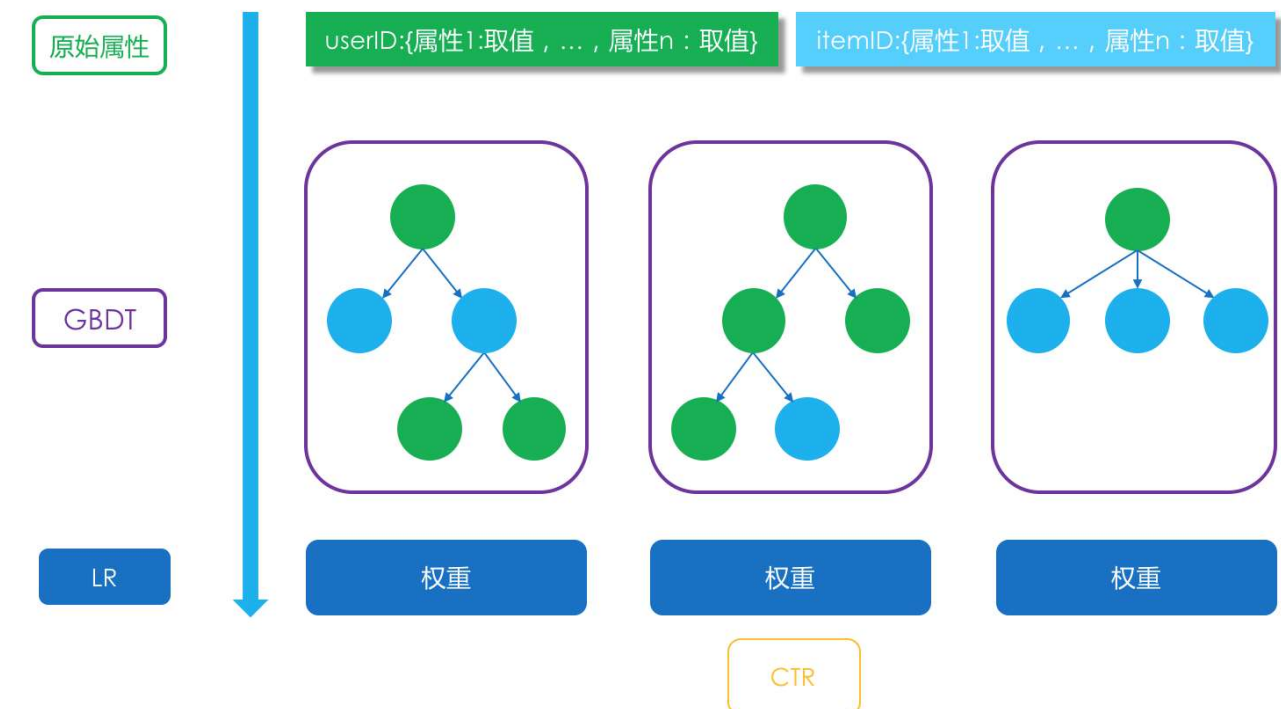 原始属性
userID:{属性1:取值，…，属性n：取值}
itemID:{属性1:取值，…，属性n：取值}
GBDT
LR
权重
权重
权重
CTR